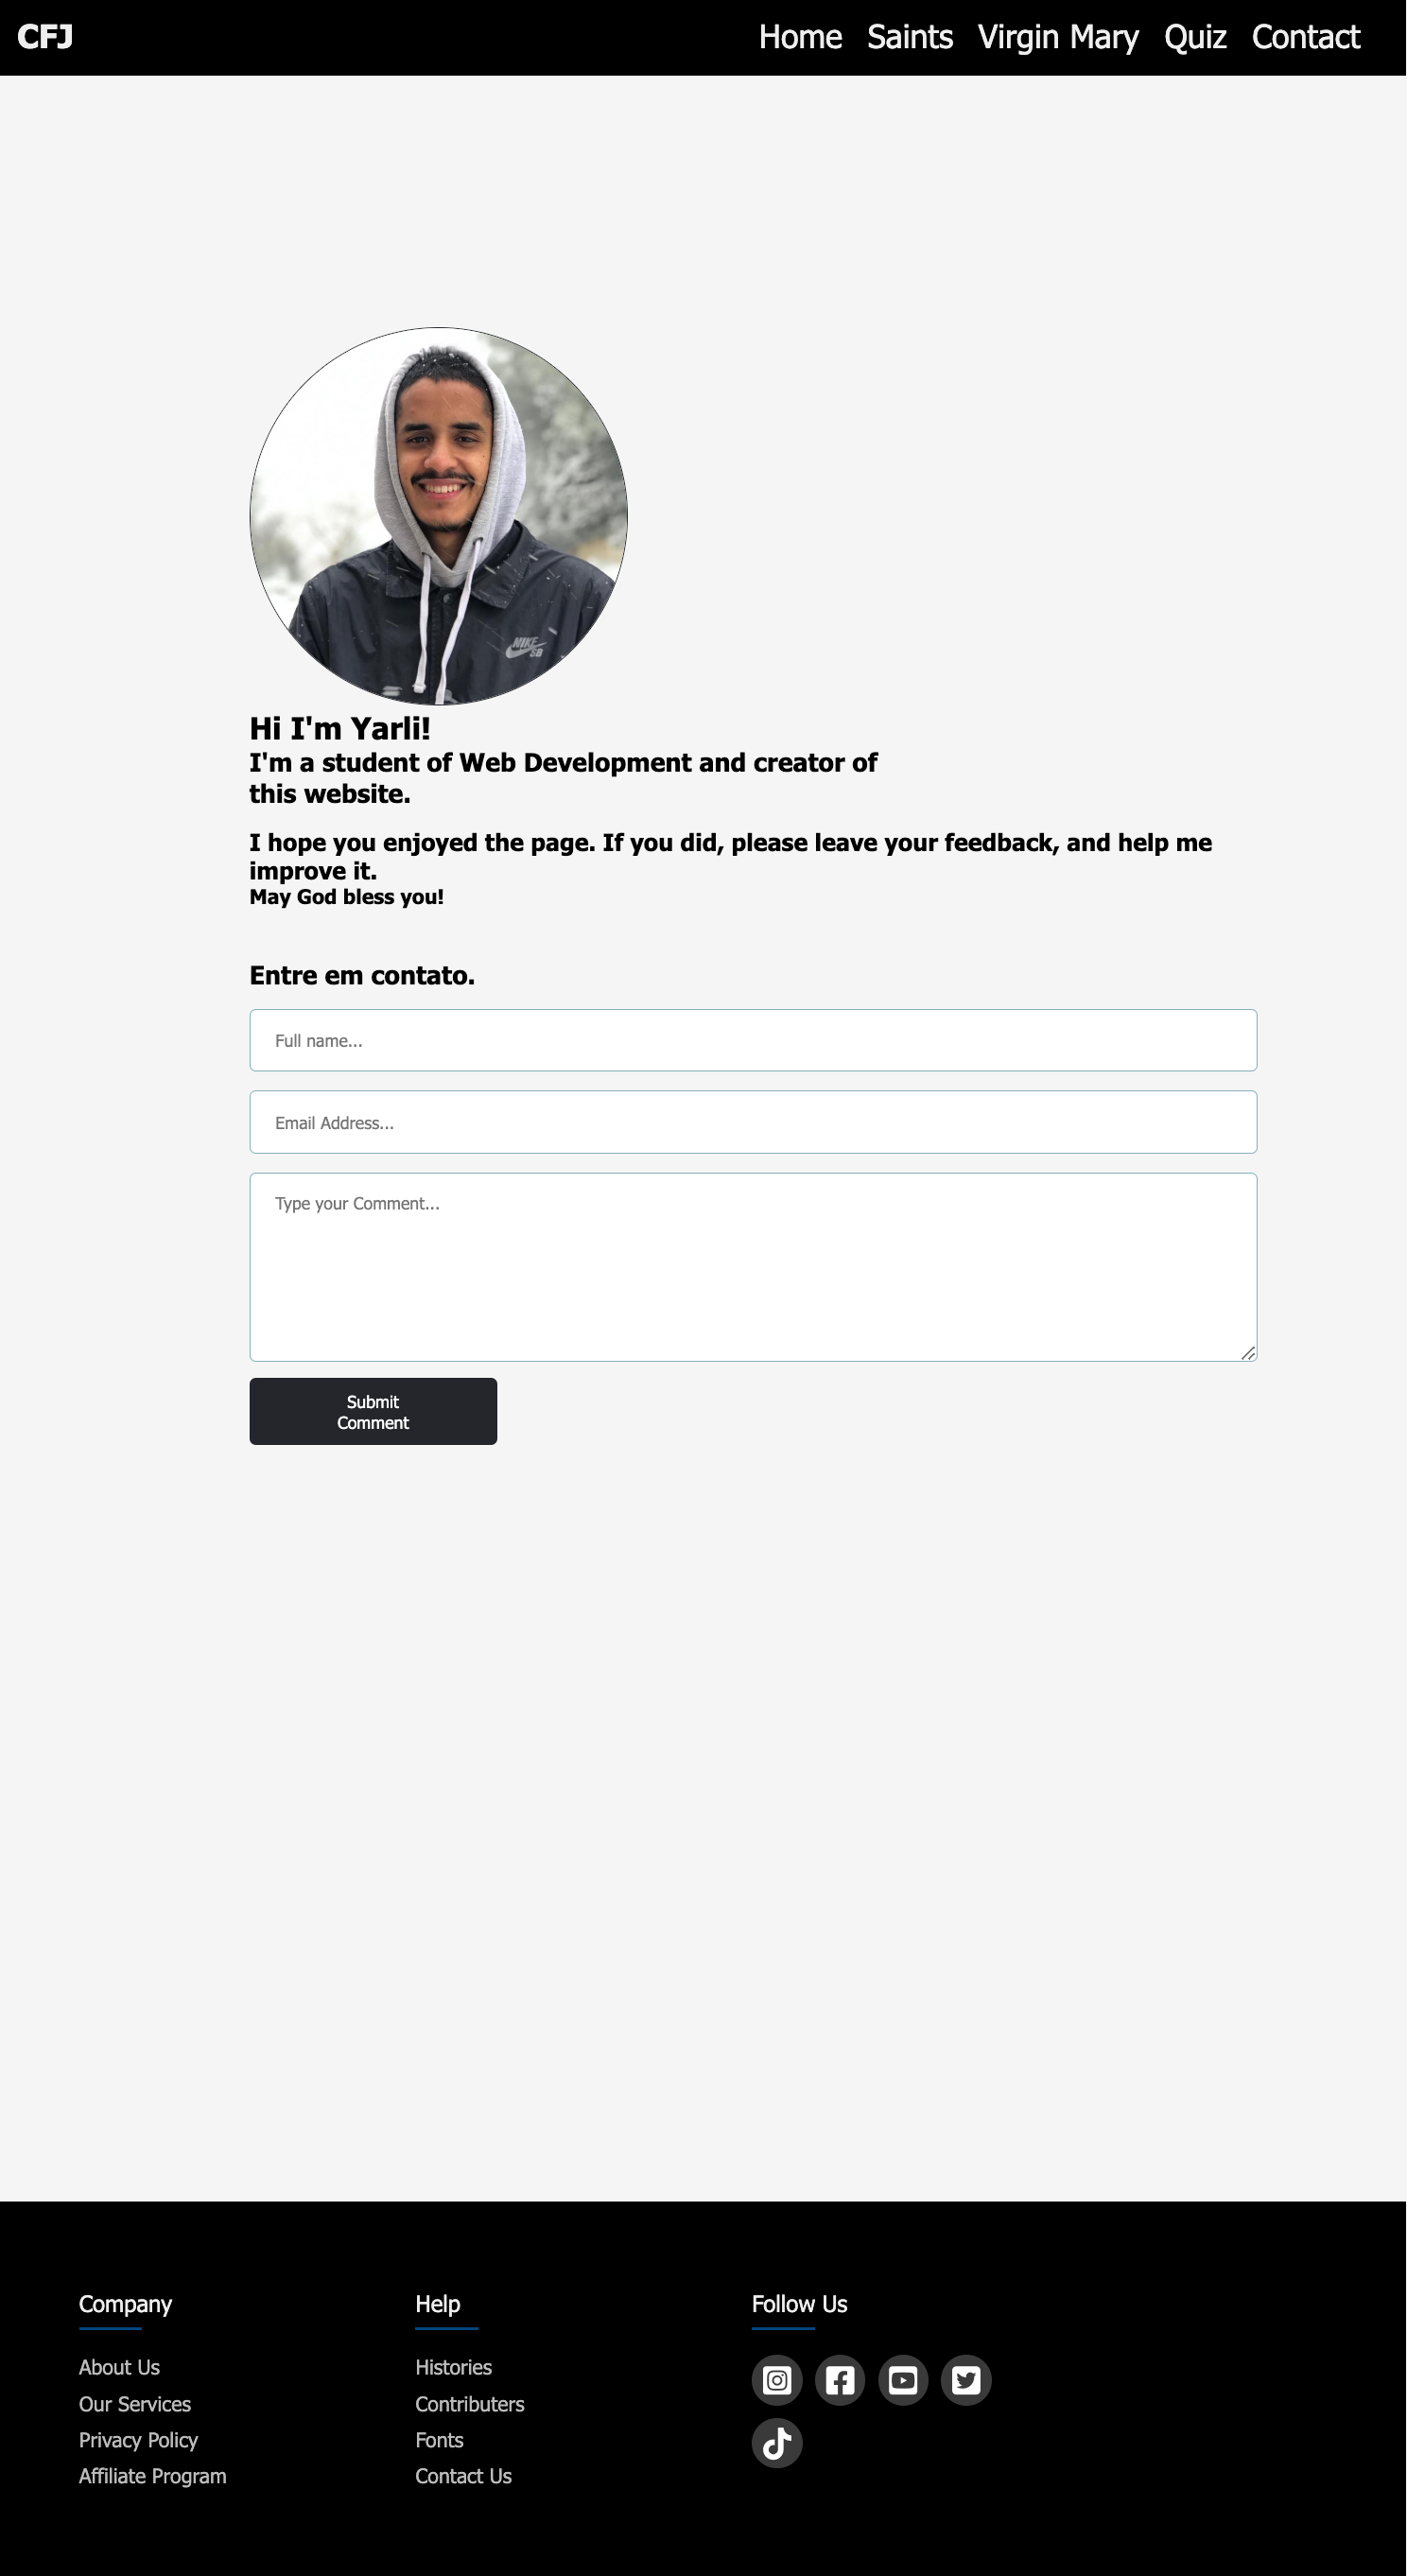 CFJ
Home Saints Virgin Mary Quiz Contact
NIKE
SB
Hi I'm Yarli!
I'm a student of Web Development and creator of
this website.
I hope you enjoyed the page. If you did, please leave your feedback, and help me
improve it.
May God bless you!
Entre em contato.
Full name...
Email Address...
Type your Comment...
Submit
Comment
Company
About Us
Our Services
Privacy Policy
Affiliate Program
Help
Histories
Contributers
Fonts
Contact Us
Follow Us